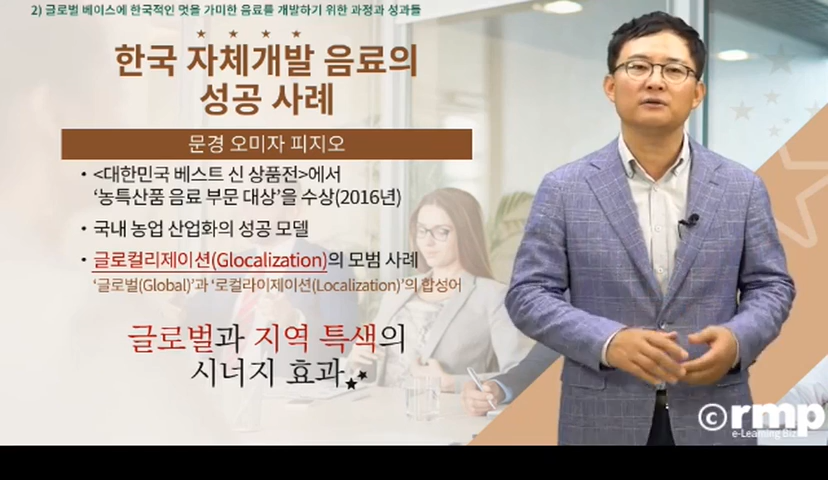 2) 글로벌 베이스에 한국적인 멋을 가미한 음료를 개발하기 위한 과정과 성과들
한국 자체개발 음료의
성공 사례
문경 오미자 피지오
• <대한민국 베스트 신 상품전>에서
'농특산품 음료 부문 대상'을 수상(2016년)
• 국내 농업 산업화의 성공 모델
• 글로컬리제이션(Glocalization)의 모범 사례
'글로벌(Global)'과 '로컬라이제이션(Localization)'의 합성어
글로벌과 지역 특색의
시너지 효과
©rmp
e-Learning Biz